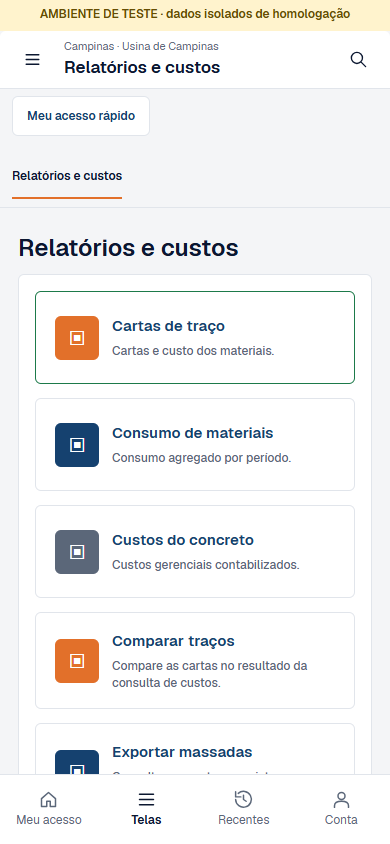 AMBIENTE DE TESTE · dados isolados de homologação
Campinas · Usina de Campinas
Relatórios e custos
Meu acesso rápido
Relatórios e custos
Relatórios e custos
Cartas de traço
Cartas e custo dos materiais.
Consumo de materiais
Consumo agregado por período.
Custos do concreto
Custos gerenciais contabilizados.
Comparar traços
Compare as cartas no resultado da
consulta de custos.
Exportar massadas
Meu acesso
Telas
Recentes
Conta